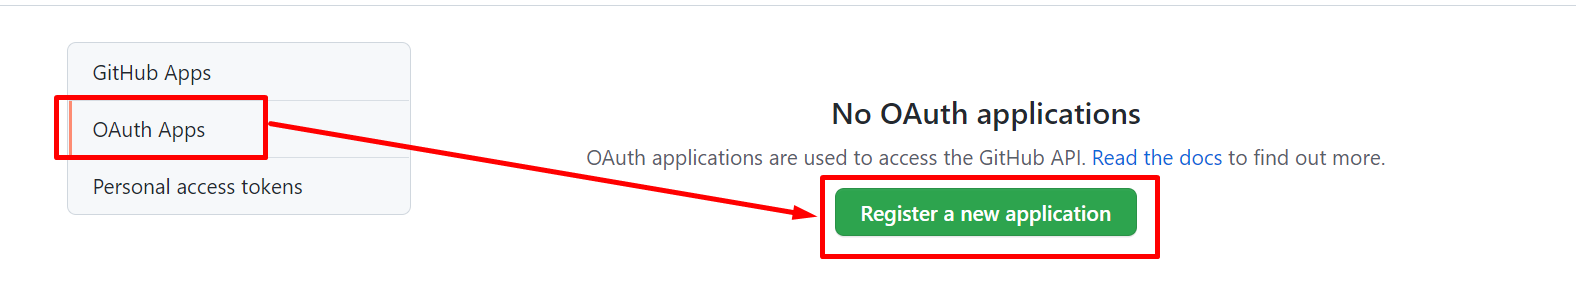 GitHub Apps
OAuth Apps
Personal access tokens
No OAuth applications
OAuth applications are used to access the GitHub API. Read the docs to find out more.
Register a new application